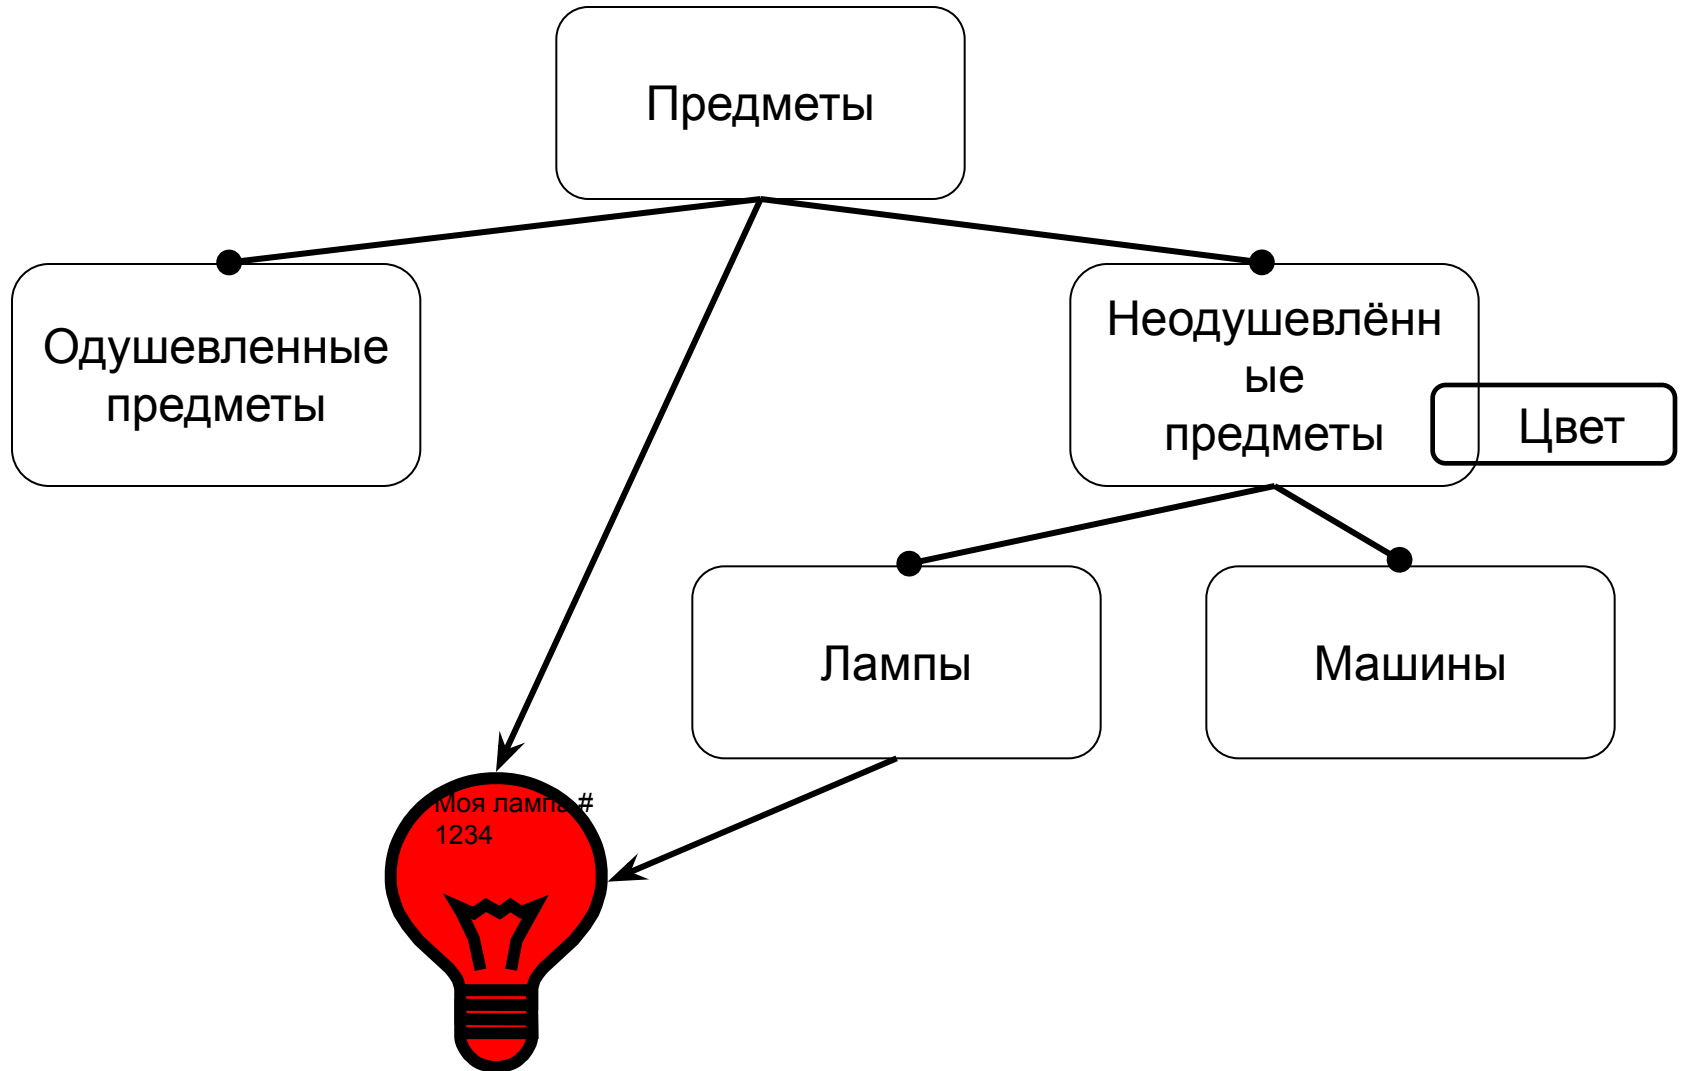 Предметы
Одушевленные
предметы
Неодушевлённ
ые
предметы
Цвет
Лампы
Машины
Моя лампа #
1234